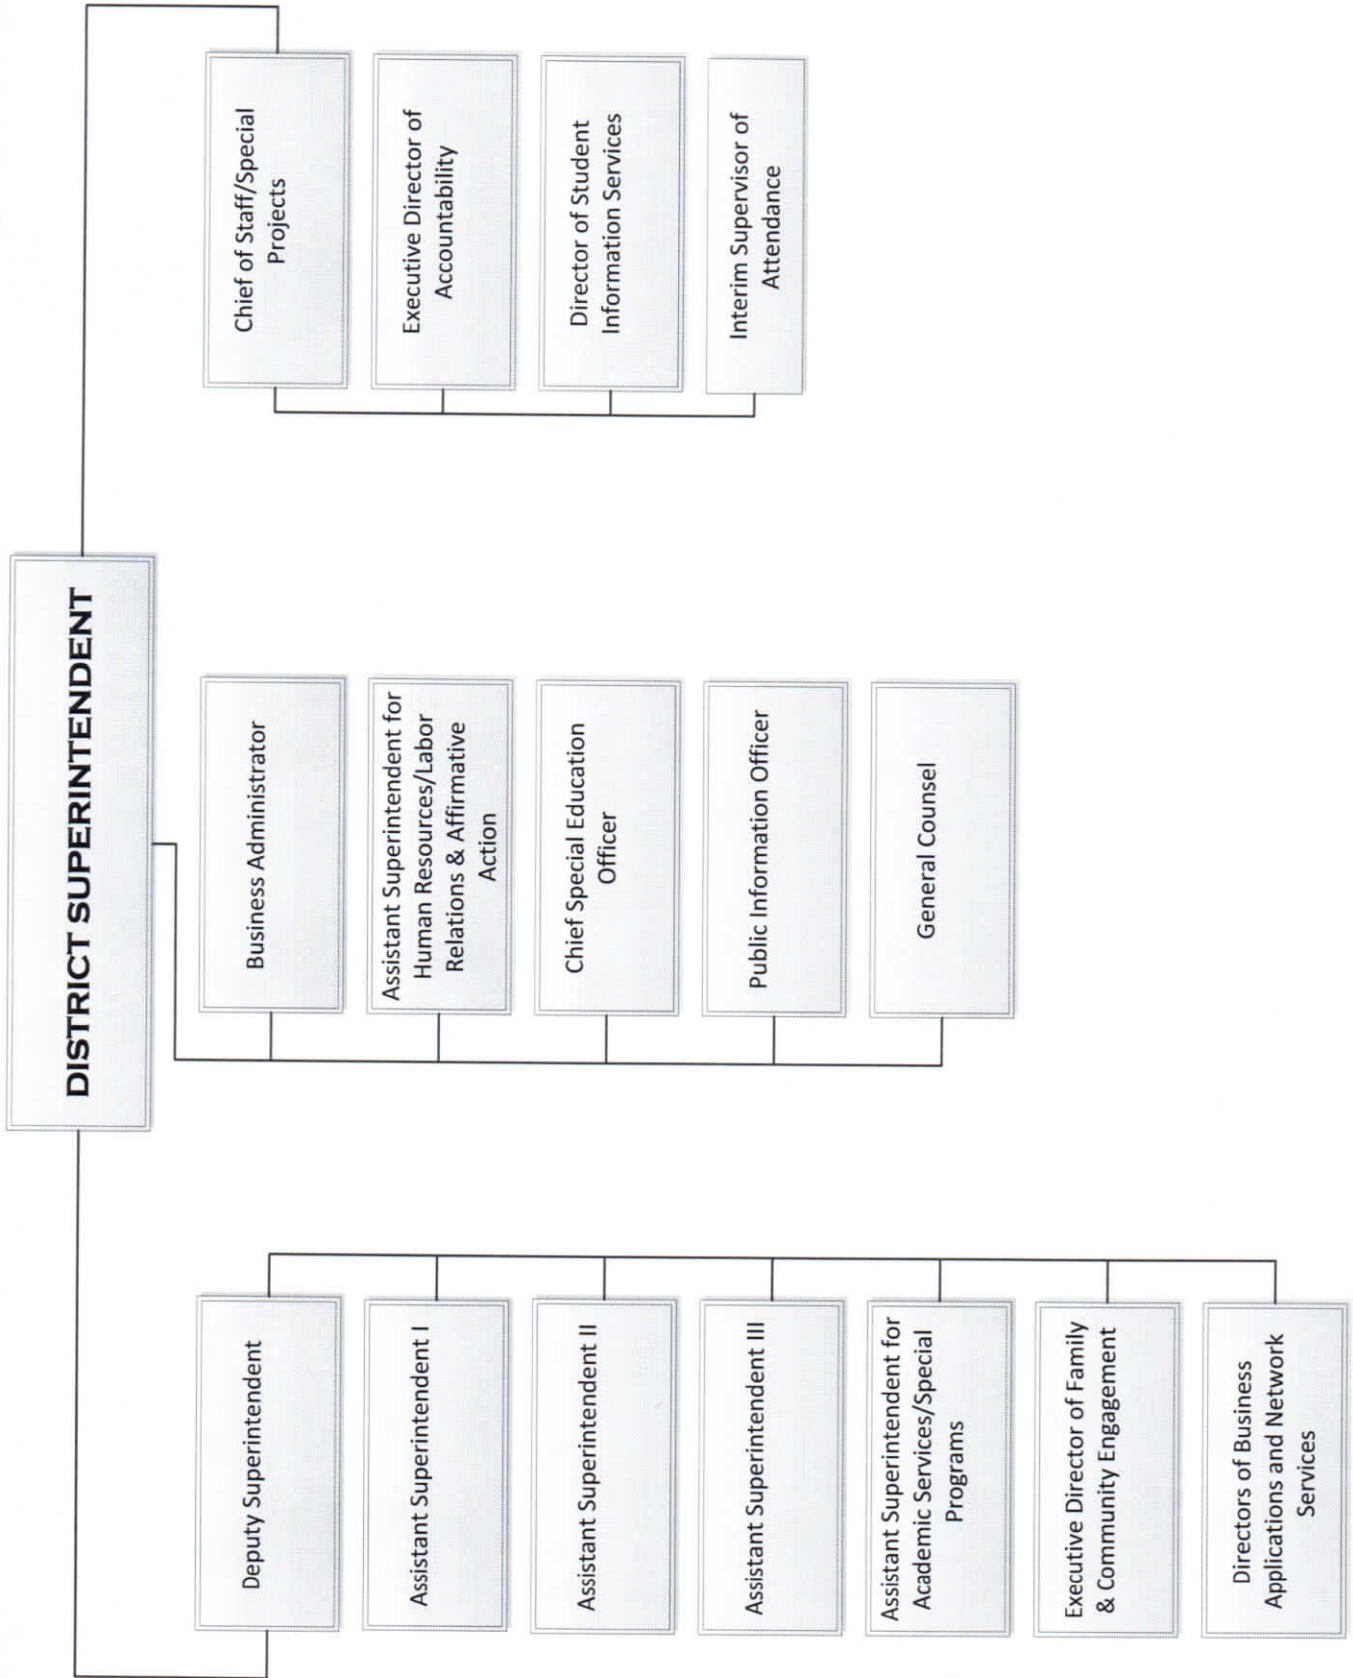 DISTRICT SUPERINTENDENT
Deputy Superintendent
Assistant Superintendent I
Assistant Superintendent II
Assistant Superintendent III
Assistant Superintendent for
Academic Services/Special
Programs
Executive Director of Family
& Community Engagement
Directors of Business
Applications and Network
Services
Business Administrator
Assistant Superintendent for
Human Resources/Labor
Relations & Affirmative
Action
Chief Special Education
Officer
Public Information Officer
General Counsel
Chief of Staff/Special
Projects
Executive Director of
Accountability
Director of Student
Information Services
Interim Supervisor of
Attendance